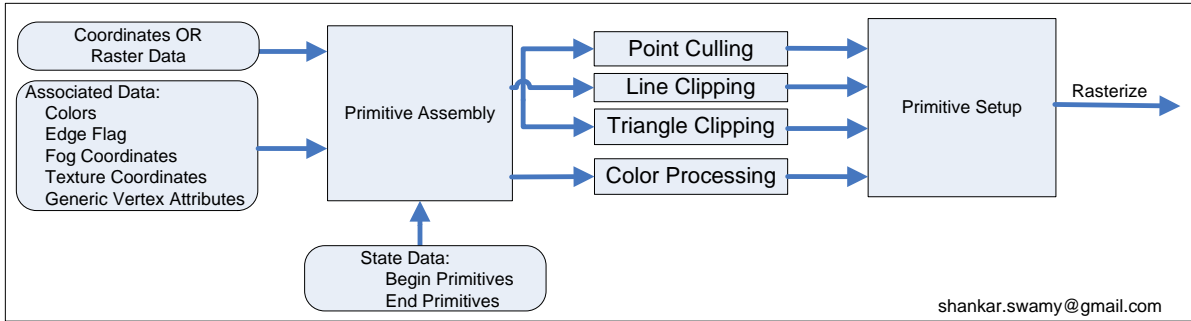 Coordinates OR
Raster Data
Associated Data:
Colors
Edge Flag
Fog Coordinates
Texture Coordinates
Generic Vertex Attributes
Primitive Assembly
State Data:
Begin Primitives
End Primitives
Point Culling
Line Clipping
Triangle Clipping
Color Processing
Primitive Setup
Rasterize
shankar.swamy@gmail.com